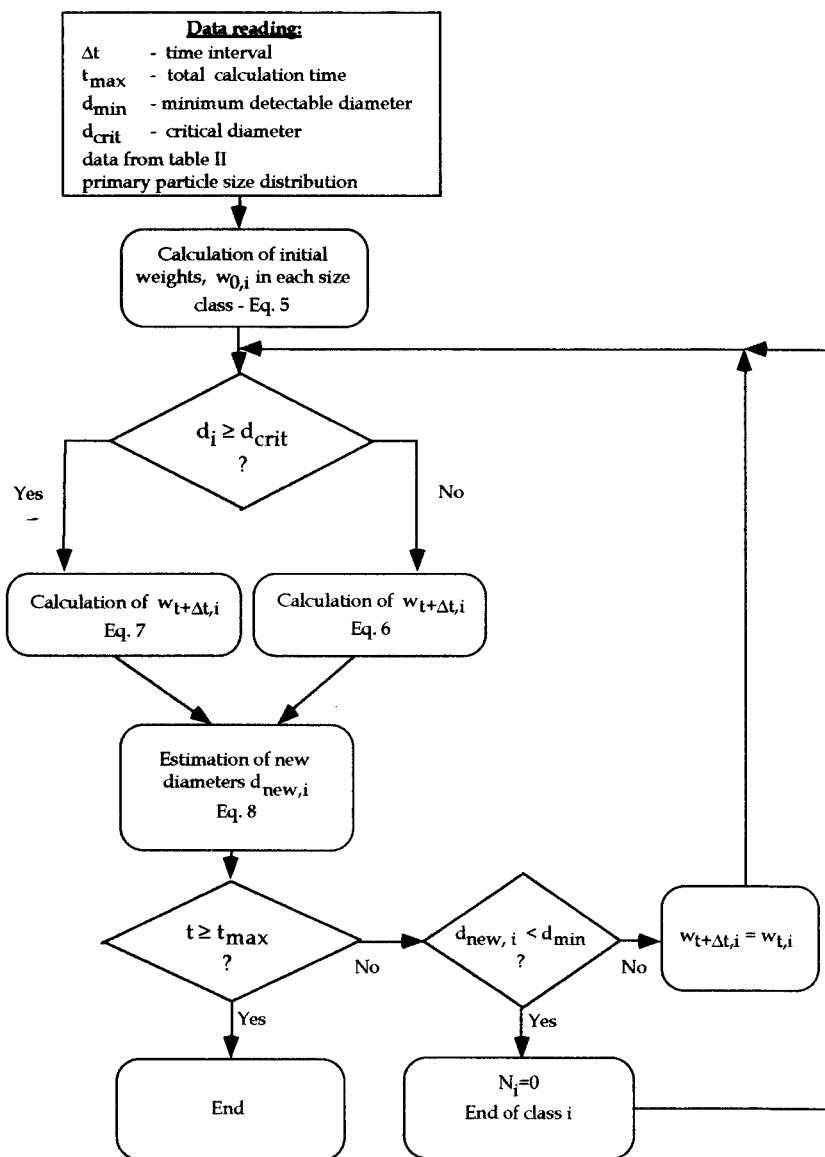 Data reading:
Δt - time interval
tmax - total calculation time
dmin - minimum detectable diameter
dcrit - critical diameter
data from table II
primary particle size distribution
Calculation of initial
weights, w0,i in each size
class - Eq. 5
di ≥ dcrit
?
Yes
No
Calculation of wt+Δt,i
Eq. 7
Calculation of wt+Δt,i
Eq. 6
Estimation of new
diameters dnew,i
Eq. 8
t ≥ tmax
?
No
Yes
dnew, i < dmin
?
No
Yes
wt+Δt,i = wt,i
End
Ni=0
End of class i